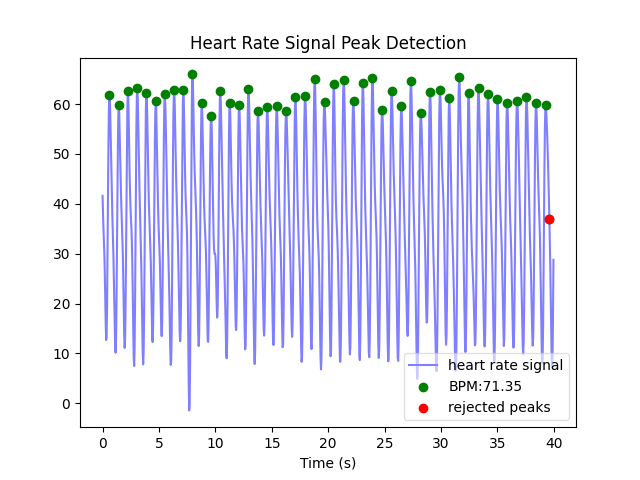 Heart Rate Signal Peak Detection
60
50
40
30
20
10
0
heart rate signal
BPM:71.35
rejected peaks
0 5 10 15 20 25 30 35 40
Time (s)